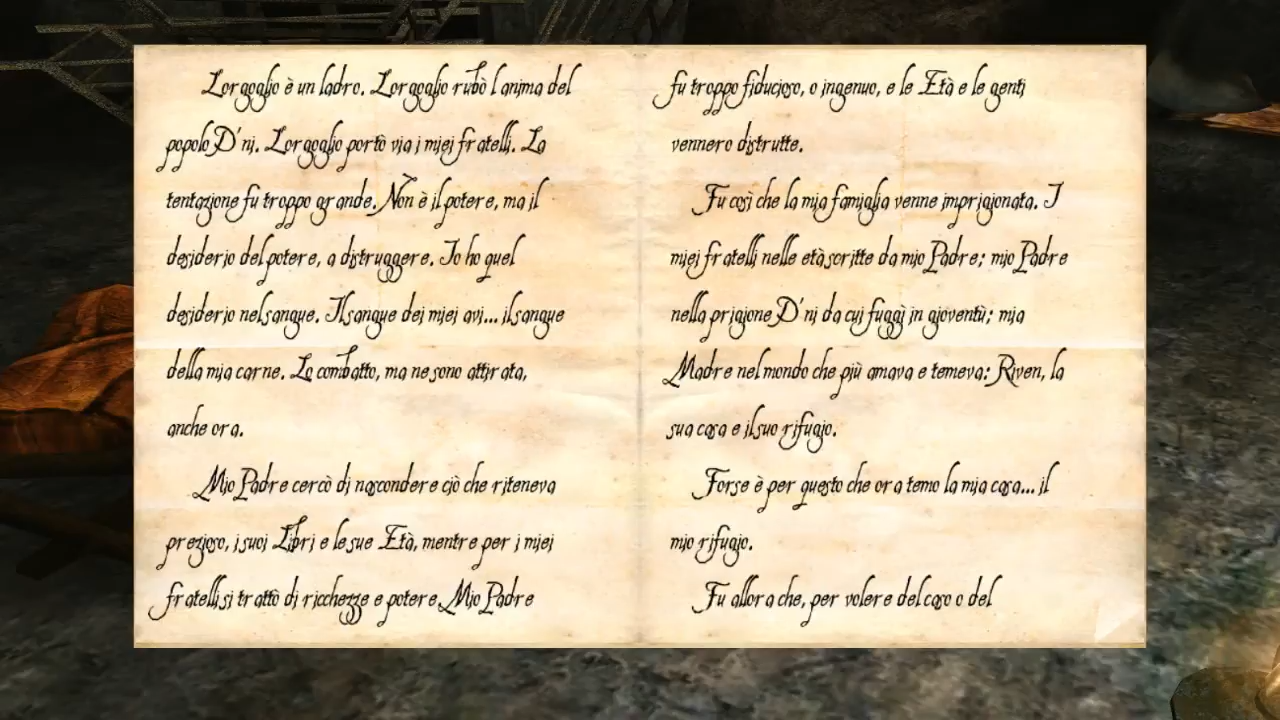 L'orgoglio è un ladro. L'orgoglio rubò l'anima del
popolo D'ni. L'orgoglio portò via i miei fratelli. La
tentazione fu troppo grande. Non è il potere, ma il
desiderio del potere, a distruggere. Io ho quel
desiderio nel sangue. Il sangue dei miei avi... il sangue
della mia carne. Lo combatto, ma ne sono attirata,
anche ora.
Mio Padre cercò di nascondere ciò che riteneva
prezioso, i suoi Libri e le sue Età, mentre per i miei
fratelli si trattò di ricchezze e potere. Mio Padre
fu troppo fiducioso, o ingenuo, e le Età e le genti
vennero distrutte.
Fu così che la mia famiglia venne imprigionata. I
miei fratelli nelle età scritte da mio Padre; mio Padre
nella prigione D'ni da cui fuggì in gioventù; mia
Madre nel mondo che più amava e temeva: Riven, la
sua casa e il suo rifugio.
Forse è per questo che ora temo la mia casa... il
mio rifugio.
Fu allora che, per volere del caso o del